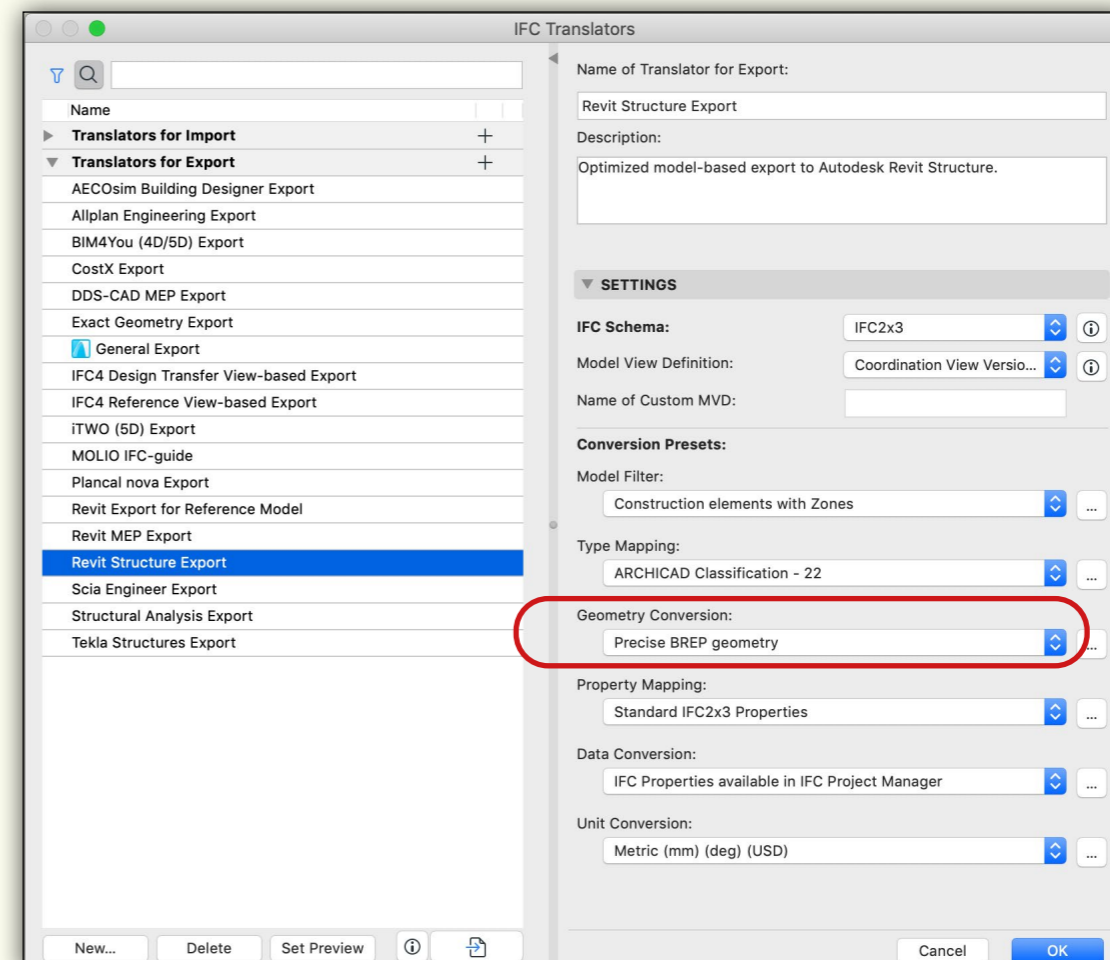 IFC Translators
Name
Translators for Import
Translators for Export
AECOsim Building Designer Export
Allplan Engineering Export
BIM4You (4D/5D) Export
CostX Export
DDS-CAD MEP Export
Exact Geometry Export
General Export
IFC4 Design Transfer View-based Export
IFC4 Reference View-based Export
iTWO (5D) Export
MOLIO IFC-guide
Plancal nova Export
Revit Export for Reference Model
Revit MEP Export
Revit Structure Export
Scia Engineer Export
Structural Analysis Export
Tekla Structures Export
New...
Delete
Set Preview
Name of Translator for Export:
Revit Structure Export
Description:
Optimized model-based export to Autodesk Revit Structure.
SETTINGS
IFC Schema:
IFC2x3
Model View Definition:
Coordination View Versio...
Name of Custom MVD:
Conversion Presets:
Model Filter:
Construction elements with Zones
...
Type Mapping:
ARCHICAD Classification - 22
...
Geometry Conversion:
Precise BREP geometry
...
Property Mapping:
Standard IFC2x3 Properties
...
Data Conversion:
IFC Properties available in IFC Project Manager
...
Unit Conversion:
Metric (mm) (deg) (USD)
...
Cancel
OK